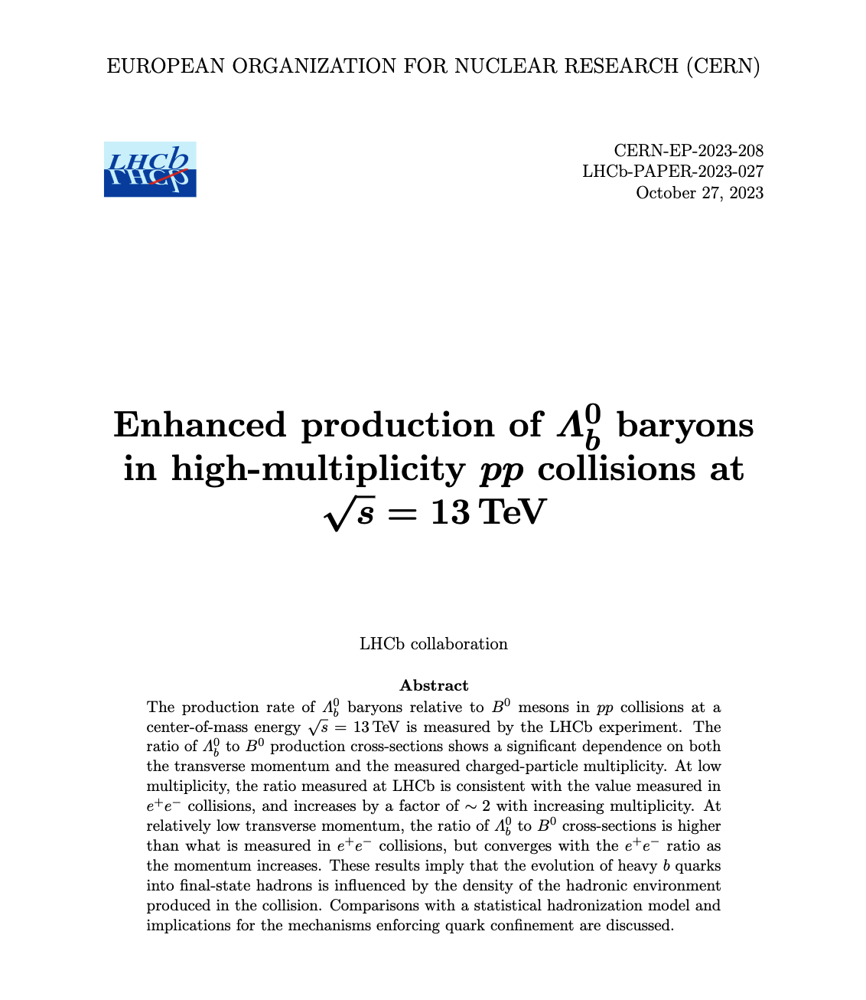 EUROPEAN ORGANIZATION FOR NUCLEAR RESEARCH (CERN)
LHCb
CERN-EP-2023-208
LHCb-PAPER-2023-027
October 27, 2023
Enhanced production of Λ_b^0 baryons
in high-multiplicity pp collisions at
√s = 13 TeV
LHCb collaboration
Abstract
The production rate of Λ_b^0 baryons relative to B^0 mesons in pp collisions at a
center-of-mass energy √s = 13 TeV is measured by the LHCb experiment. The
ratio of Λ_b^0 to B^0 production cross-sections shows a significant dependence on both
the transverse momentum and the measured charged-particle multiplicity. At low
multiplicity, the ratio measured at LHCb is consistent with the value measured in
e^+e^- collisions, and increases by a factor of ∼ 2 with increasing multiplicity. At
relatively low transverse momentum, the ratio of Λ_b^0 to B^0 cross-sections is higher
than what is measured in e^+e^- collisions, but converges with the e^+e^- ratio as
the momentum increases. These results imply that the evolution of heavy b quarks
into final-state hadrons is influenced by the density of the hadronic environment
produced in the collision. Comparisons with a statistical hadronization model and
implications for the mechanisms enforcing quark confinement are discussed.